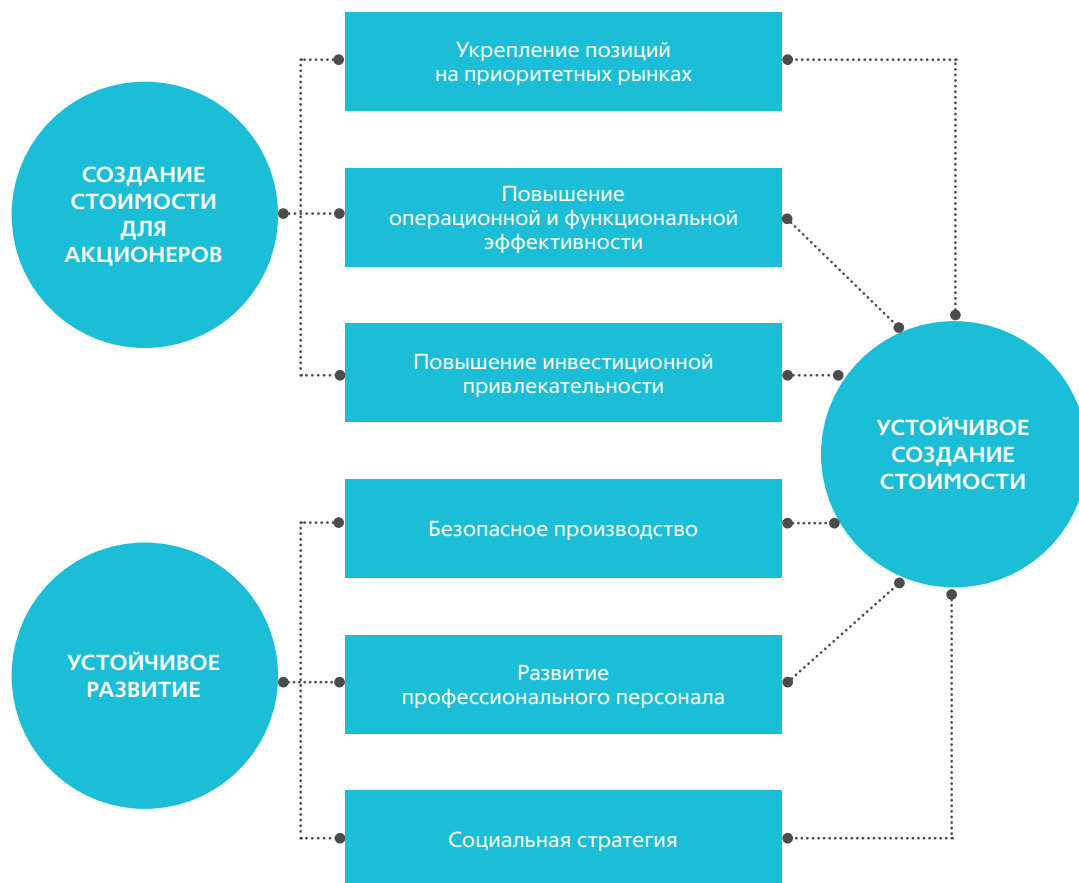 СОЗДАНИЕ
СТОИМОСТИ
ДЛЯ
АКЦИОНЕРОВ
Укрепление позиций
на приоритетных рынках
Повышение
операционной и функциональной
эффективности
Повышение инвестиционной
привлекательности
УСТОЙЧИВОЕ
РАЗВИТИЕ
Безопасное производство
Развитие
профессионального персонала
Социальная стратегия
УСТОЙЧИВОЕ
СОЗДАНИЕ
СТОИМОСТИ